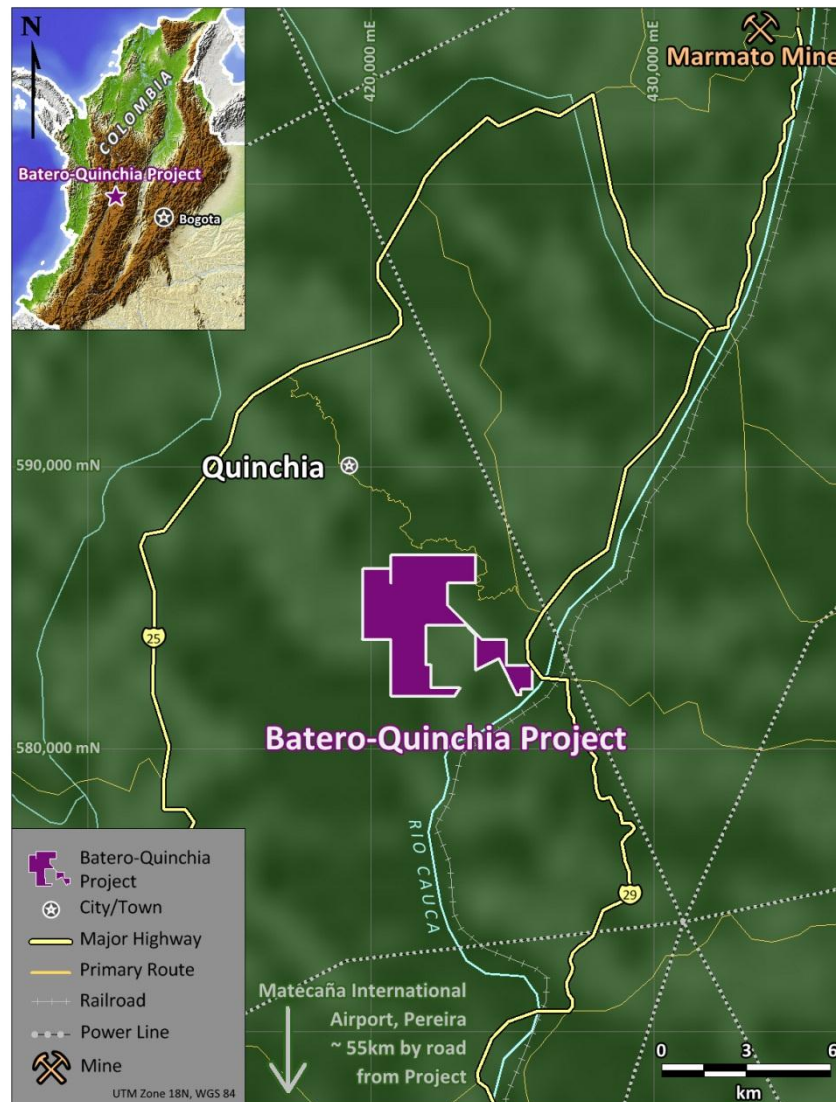 N
COLOMBIA
Batero-Quinchia Project
Bogota
420,000 mE
430,000 mE
Marmato Mine
590,000 mN
Quinchia
25
Batero-Quinchia Project
580,000 mN
RIO CAUCA
29
Batero-Quinchia
Project
City/Town
Major Highway
Primary Route
Railroad
Power Line
Mine
UTM Zone 18N, WGS 84
Matecaña International
Airport, Pereira
~ 55km by road
from Project
0 3 6
km